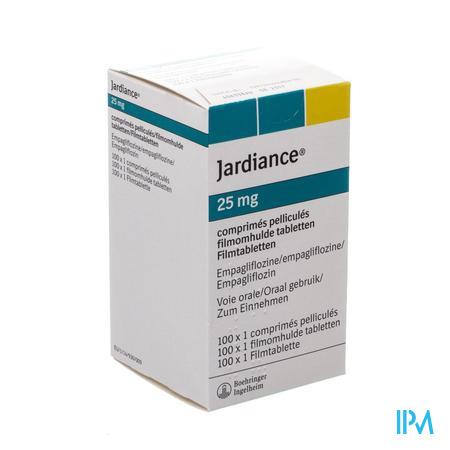 Jardiance®
25 mg
comprimés pelliculés/filmomhulde
tabletten/Filmtabletten
Empagliflozine/empagliflozine/
Empagliflozin
100 x 1 comprimés pelliculés
100 x 1 filmomhulde tabletten
100 x 1 Filmtablette
Jardiance®
25 mg
comprimés pelliculés
filmomhulde tabletten
Filmtabletten
Empagliflozine/empagliflozine/
Empagliflozin
Voie orale/Oraal gebruik/
Zum Einnehmen
100 x 1 comprimés pelliculés
100 x 1 filmomhulde tabletten
100 x 1 Filmtablette
Boehringer
Ingelheim
IPM